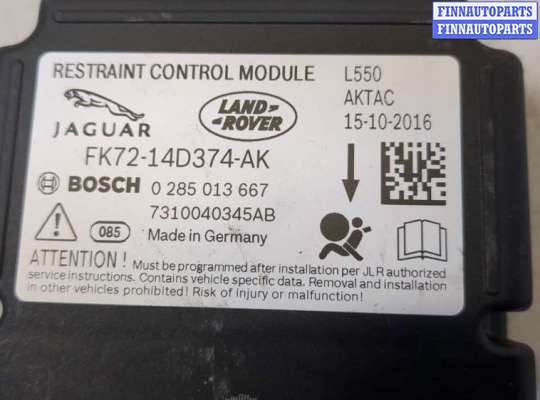 FINNAUTOPARTS
FINNAUTOPARTS
RESTRAINT CONTROL MODULE L550
AKTAC
JAGUAR LAND ROVER 15-10-2016
FK72-14D374-AK
BOSCH 0 285 013 667
7310040345AB
085 Made in Germany
ATTENTION ! Must be programmed after installation per JLR authorized
service instructions. Contains vehicle specific data. Removal and installation
in other vehicles prohibited! Risk of injury or malfunction!